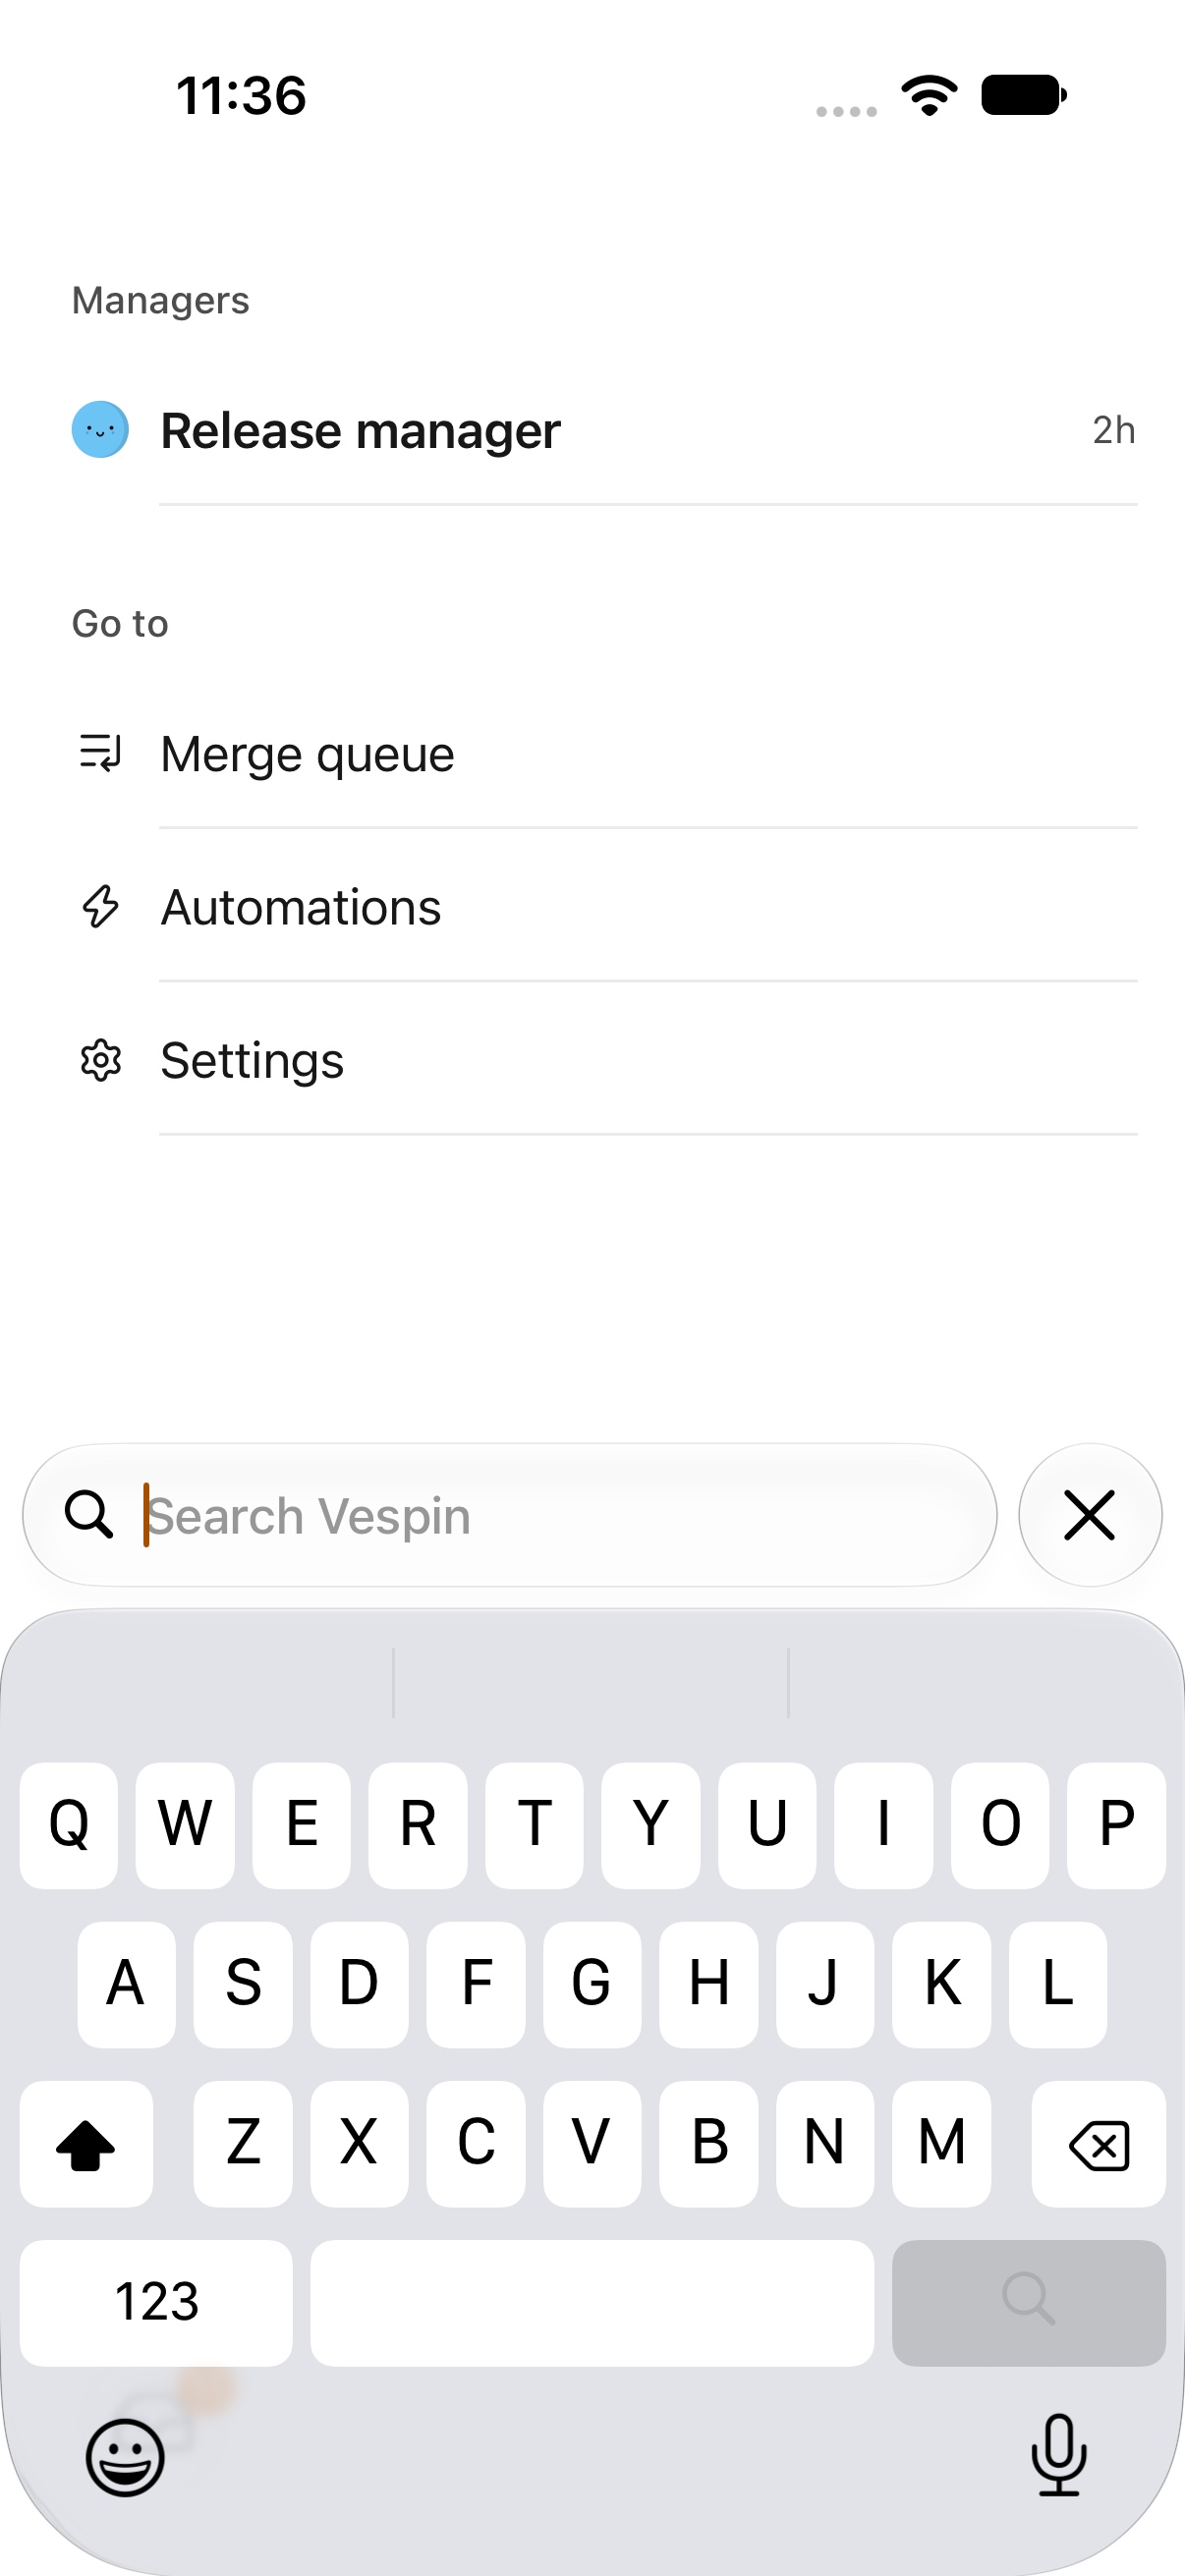 11:36
Managers
Release manager 2h
Go to
Merge queue
Automations
Settings
Search Vespin
Q W E R T Y U I O P
A S D F G H J K L
Z X C V B N M
123